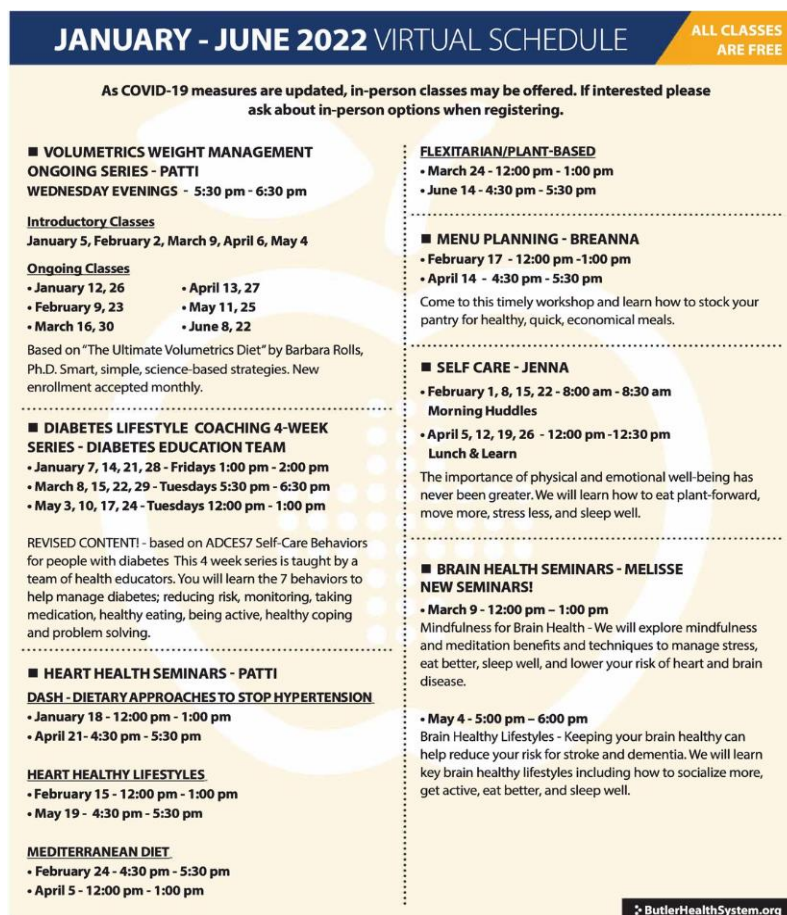 JANUARY - JUNE 2022 VIRTUAL SCHEDULE
ALL CLASSES
ARE FREE
As COVID-19 measures are updated, in-person classes may be offered. If interested please
ask about in-person options when registering.
■ VOLUMETRICS WEIGHT MANAGEMENT
ONGOING SERIES - PATTI
WEDNESDAY EVENINGS - 5:30 pm - 6:30 pm
Introductory Classes
January 5, February 2, March 9, April 6, May 4
Ongoing Classes
• January 12, 26 • April 13, 27
• February 9, 23 • May 11, 25
• March 16, 30 • June 8, 22
Based on "The Ultimate Volumetrics Diet" by Barbara Rolls,
Ph.D. Smart, simple, science-based strategies. New
enrollment accepted monthly.
■ DIABETES LIFESTYLE COACHING 4-WEEK
SERIES - DIABETES EDUCATION TEAM
• January 7, 14, 21, 28 - Fridays 1:00 pm - 2:00 pm
• March 8, 15, 22, 29 - Tuesdays 5:30 pm - 6:30 pm
• May 3, 10, 17, 24 - Tuesdays 12:00 pm - 1:00 pm
REVISED CONTENT! - based on ADCES7 Self-Care Behaviors
for people with diabetes This 4 week series is taught by a
team of health educators. You will learn the 7 behaviors to
help manage diabetes; reducing risk, monitoring, taking
medication, healthy eating, being active, healthy coping
and problem solving.
■ HEART HEALTH SEMINARS - PATTI
DASH - DIETARY APPROACHES TO STOP HYPERTENSION
• January 18 - 12:00 pm - 1:00 pm
• April 21- 4:30 pm - 5:30 pm
HEART HEALTHY LIFESTYLES
• February 15 - 12:00 pm - 1:00 pm
• May 19 - 4:30 pm - 5:30 pm
MEDITERRANEAN DIET
• February 24 - 4:30 pm - 5:30 pm
• April 5 - 12:00 pm - 1:00 pm
FLEXITARIAN/PLANT-BASED
• March 24 - 12:00 pm - 1:00 pm
• June 14 - 4:30 pm - 5:30 pm
■ MENU PLANNING - BREANNA
• February 17 - 12:00 pm -1:00 pm
• April 14 - 4:30 pm - 5:30 pm
Come to this timely workshop and learn how to stock your
pantry for healthy, quick, economical meals.
■ SELF CARE - JENNA
• February 1, 8, 15, 22 - 8:00 am - 8:30 am
Morning Huddles
• April 5, 12, 19, 26 - 12:00 pm -12:30 pm
Lunch & Learn
The importance of physical and emotional well-being has
never been greater. We will learn how to eat plant-forward,
move more, stress less, and sleep well.
■ BRAIN HEALTH SEMINARS - MELISSE
NEW SEMINARS!
• March 9 - 12:00 pm – 1:00 pm
Mindfulness for Brain Health - We will explore mindfulness
and meditation benefits and techniques to manage stress,
eat better, sleep well, and lower your risk of heart and brain
disease.
• May 4 - 5:00 pm – 6:00 pm
Brain Healthy Lifestyles - Keeping your brain healthy can
help reduce your risk for stroke and dementia. We will learn
key brain healthy lifestyles including how to socialize more,
get active, eat better, and sleep well.
ButlerHealthSystem.org